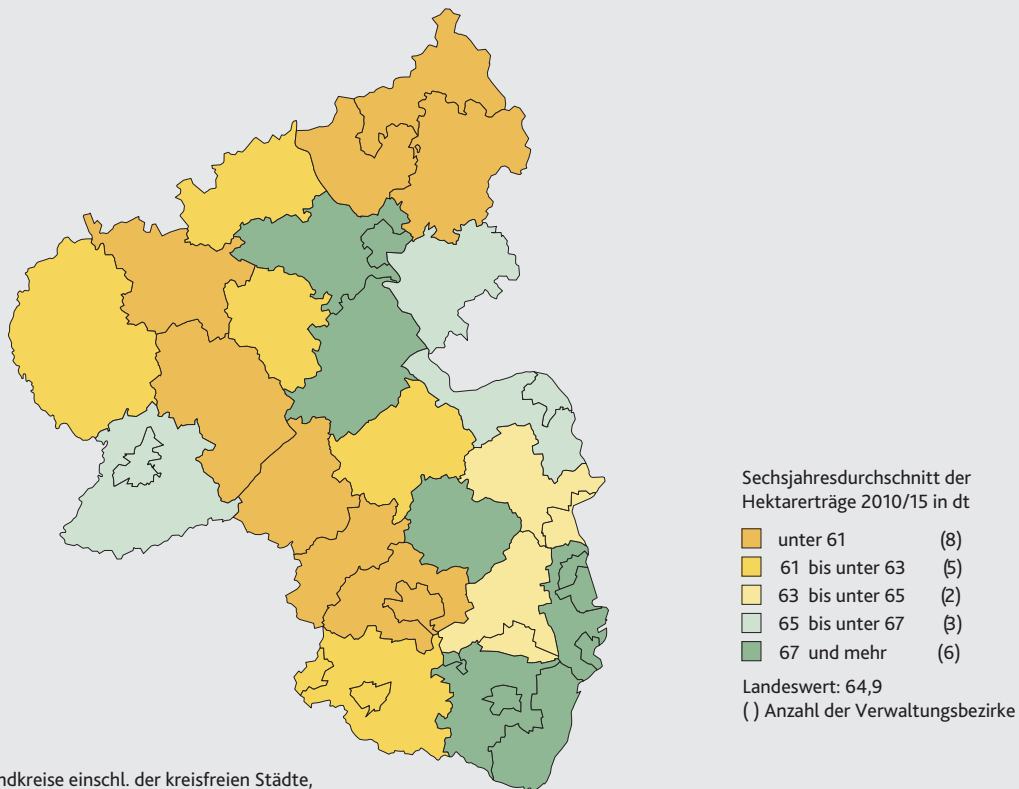 Sechsjahresdurchschnitt der
Hektarerträge 2010/15 in dt
unter 61 (8)
61 bis unter 63 (5)
63 bis unter 65 (2)
65 bis unter 67 (3)
67 und mehr (6)
Landeswert: 64,9
( ) Anzahl der Verwaltungsbezirke
ndkreise einschl. der kreisfreien Städte,